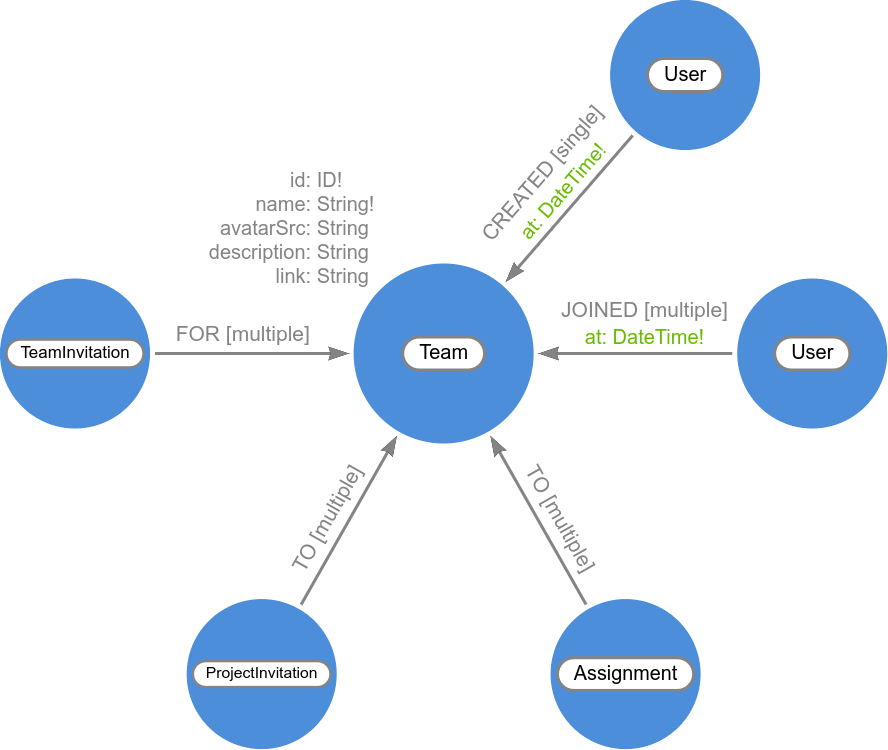 User
CREATED [single]
at: DateTime!
id: ID!
name: String!
avatarSrc: String
description: String
link: String
TeamInvitation
FOR [multiple]
Team
JOINED [multiple]
at: DateTime!
User
TO [multiple]
TO [multiple]
ProjectInvitation
Assignment